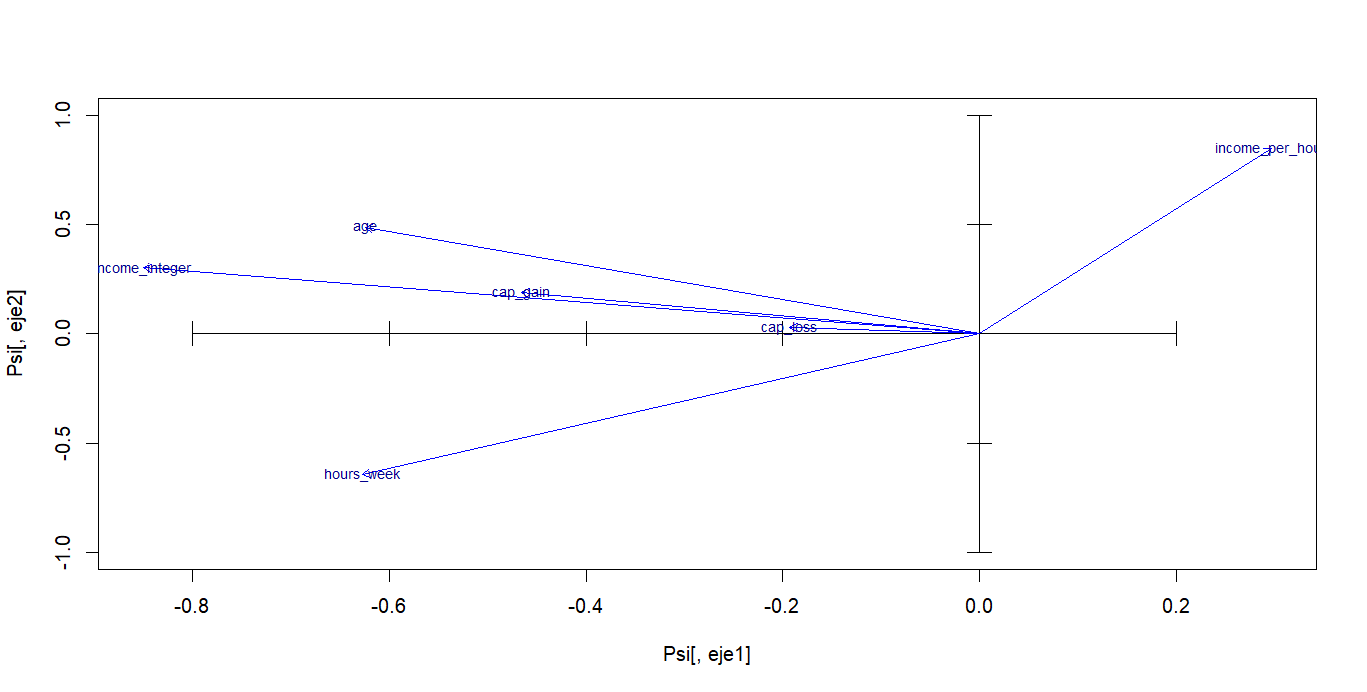 1.0
income_per_hou
0.5
age
ncome_integer
cap_gain
0.0
cap_loss
-0.5
hours_week
-1.0
-0.8 -0.6 -0.4 -0.2 0.0 0.2
Psi[, eje2]
Psi[, eje1]